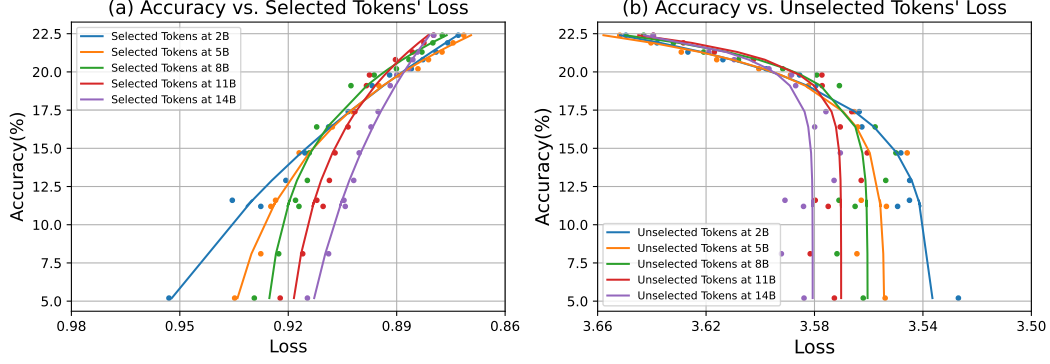 (a) Accuracy vs. Selected Tokens' Loss
Accuracy(%)
22.5
20.0
17.5
15.0
12.5
10.0
7.5
5.0
Selected Tokens at 2B
Selected Tokens at 5B
Selected Tokens at 8B
Selected Tokens at 11B
Selected Tokens at 14B
0.98 0.95 0.92 0.89 0.86
Loss
(b) Accuracy vs. Unselected Tokens' Loss
Accuracy(%)
22.5
20.0
17.5
15.0
12.5
10.0
7.5
5.0
Unselected Tokens at 2B
Unselected Tokens at 5B
Unselected Tokens at 8B
Unselected Tokens at 11B
Unselected Tokens at 14B
3.66 3.62 3.58 3.54 3.50
Loss